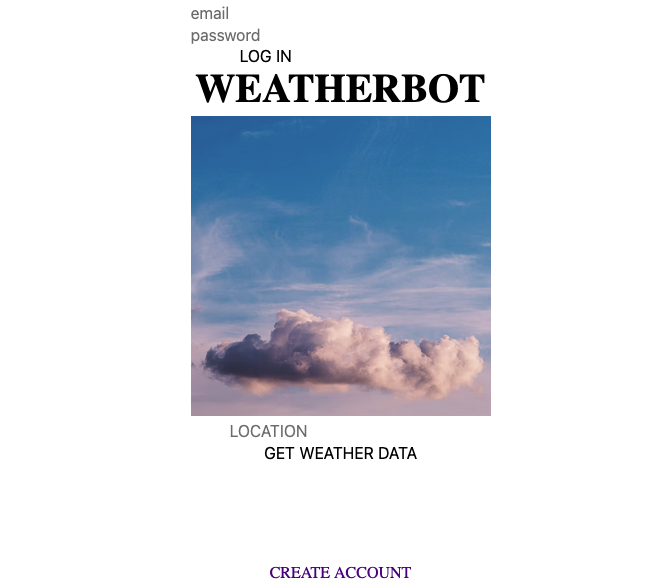 email
password
LOG IN
WEATHERBOT
LOCATION
GET WEATHER DATA
CREATE ACCOUNT